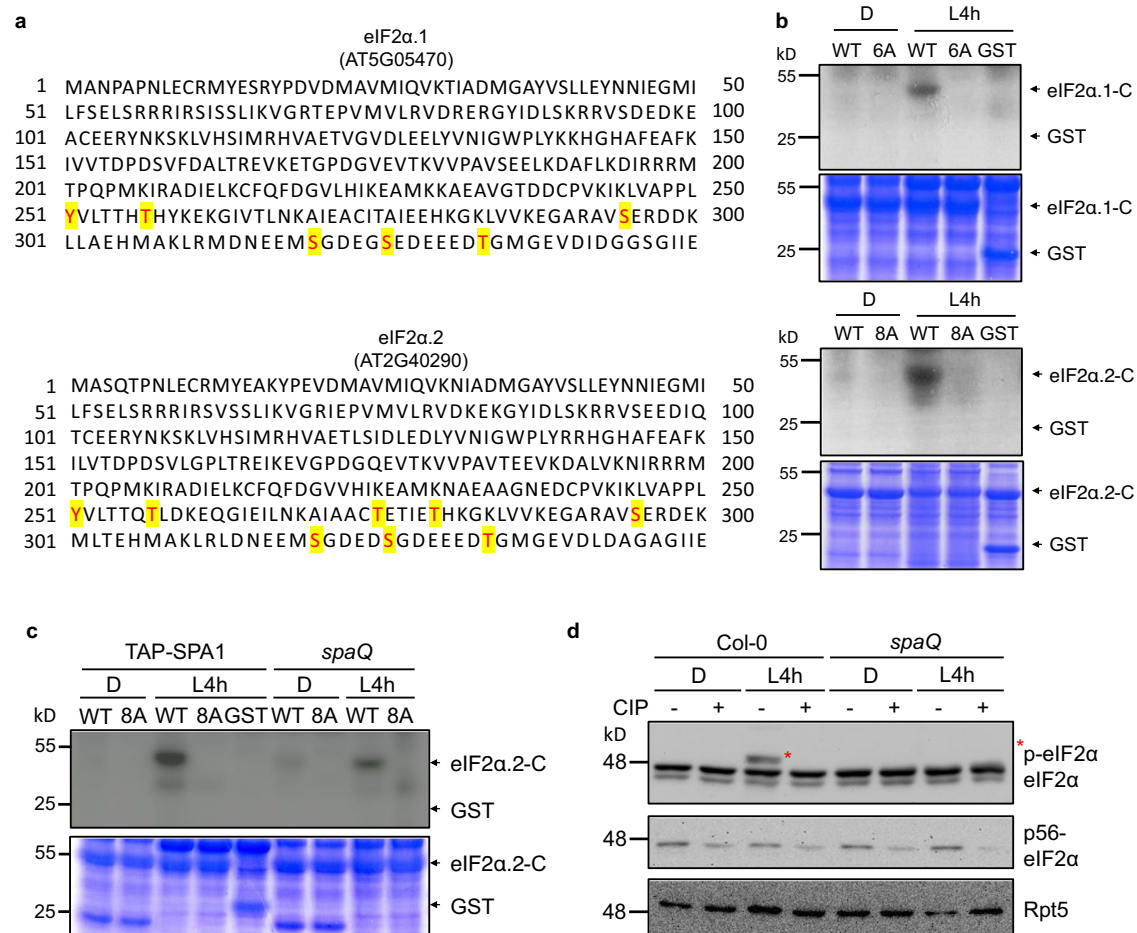 a
eIF2α.1
(AT5G05470)
1 MANPAPNLECRMYESRYPDVDMAVMIQVKTIADMGAYVSLLEYNNIEGMI 50
51 LFSELSRRRIRSISSLIKVGRTEPVMVLRVDRERGYIDLSKRRVSDEDKE 100
101 ACEERYNKSKLVHSIMRHVAETVGVDLEELYVNIGWPLYKKHGHAFEAFK 150
151 IVVTDPDSVFDALTREVKETGPDGVEVTKVVPAVSEELKDAFLKDIRRRM 200
201 TPQPMKIRADIELKCFQFDGVLHIKEAMKKAEAVGTDDCPVKIKLVAPPL 250
251 YVLTTHTHYKEKGIVTLNKAIEACITAIEEHKGKLVVKEGARAVSERDDK 300
301 LLAEHMAKLRMDNEEMSGDEGSEDEEEDTGMGEVDIDGGSGIIE
eIF2α.2
(AT2G40290)
1 MASQTPNLECRMYEAKYPEVDMAVMIQVKNIADMGAYVSLLEYNNIEGMI 50
51 LFSELSRRRIRSVSSLIKVGRIEPVMVLRVDKEKGYIDLSKRRVSEEDIQ 100
101 TCEERYNKSKLVHSIMRHVAETLSIDLEDLYVNIGWPLYRRHGHAFEAFK 150
151 ILVTDPDSVLGPLTREIKEVGPDGQEVTKVVPAVTEEVKDALVKNIRRRM 200
201 TPQPMKIRADIELKCFQFDGVVHIKEAMKNAEAAGNEDCPVKIKLVAPPL 250
251 YVLTTQTLDKEQGIEILNKAIAACTETIETHKGKLVVKEGARAVSERDEK 300
301 MLTEHMAKLRLDNEEMSGDEDSGDEEEDTGMGEVDLDAGAGIIE
b
D L4h
kD WT 6A WT 6A GST
55
eIF2α.1-C
25
GST
55
eIF2α.1-C
25
GST
D L4h
kD WT 8A WT 8A GST
55
eIF2α.2-C
25
GST
55
eIF2α.2-C
25
GST
c
TAP-SPA1 spaQ
D L4h D L4h
kD WT 8A WT 8A GST WT 8A WT 8A
55
eIF2α.2-C
25
GST
55
eIF2α.2-C
25
GST
d
Col-0 spaQ
D L4h D L4h
CIP - + - + - + - +
kD
48
*
*
p-eIF2α
eIF2α
48
p56-
eIF2α
48
Rpt5